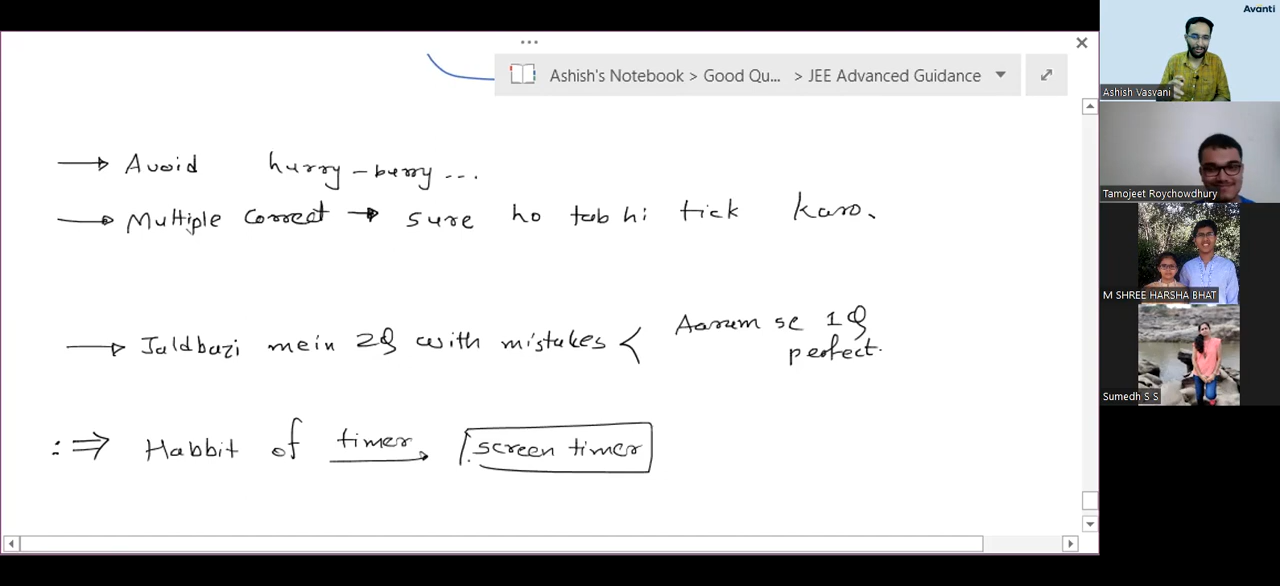 Avanti
...
Ashish's Notebook > Good Qu... > JEE Advanced Guidance
Ashish Vasvani
→ Avoid hurry-berry...
→ Multiple Correct → sure ho tab hi tick karo.
Tamojeet Roychowdhury
M SHREE HARSHA BHAT
→ Jaldbazi mein 2Q with mistakes < Aaram se 1Q
perfect.
Sumedh S S
:⇒ Habbit of timer, screen timer